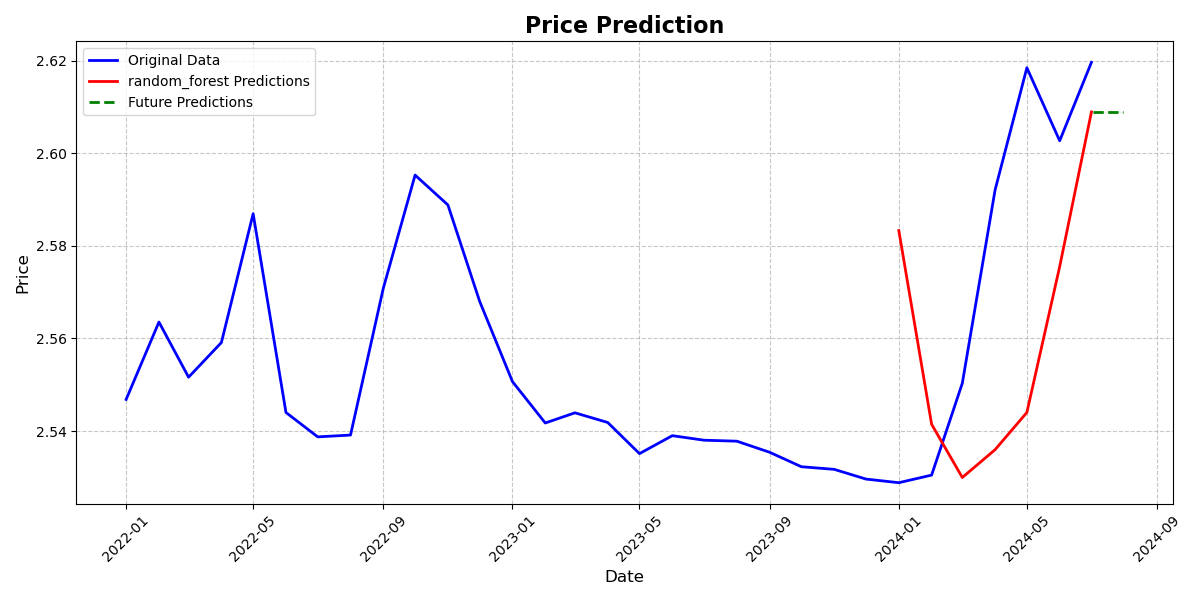 Price Prediction
Original Data
random_forest Predictions
Future Predictions
Price
2.62
2.60
2.58
2.56
2.54
2022-01
2022-05
2022-09
2023-01
2023-05
2023-09
2024-01
2024-05
2024-09
Date